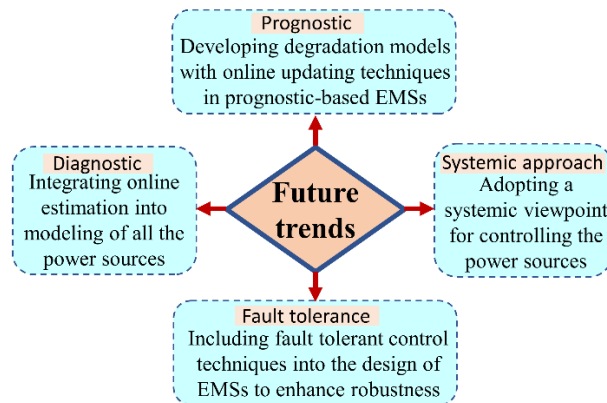 Prognostic
Developing degradation models
with online updating techniques
in prognostic-based EMSs
Diagnostic
Integrating online
estimation into
modeling of all the
power sources
Future
trends
Systemic approach
Adopting a
systemic viewpoint
for controlling the
power sources
Fault tolerance
Including fault tolerant control
techniques into the design of
EMSs to enhance robustness